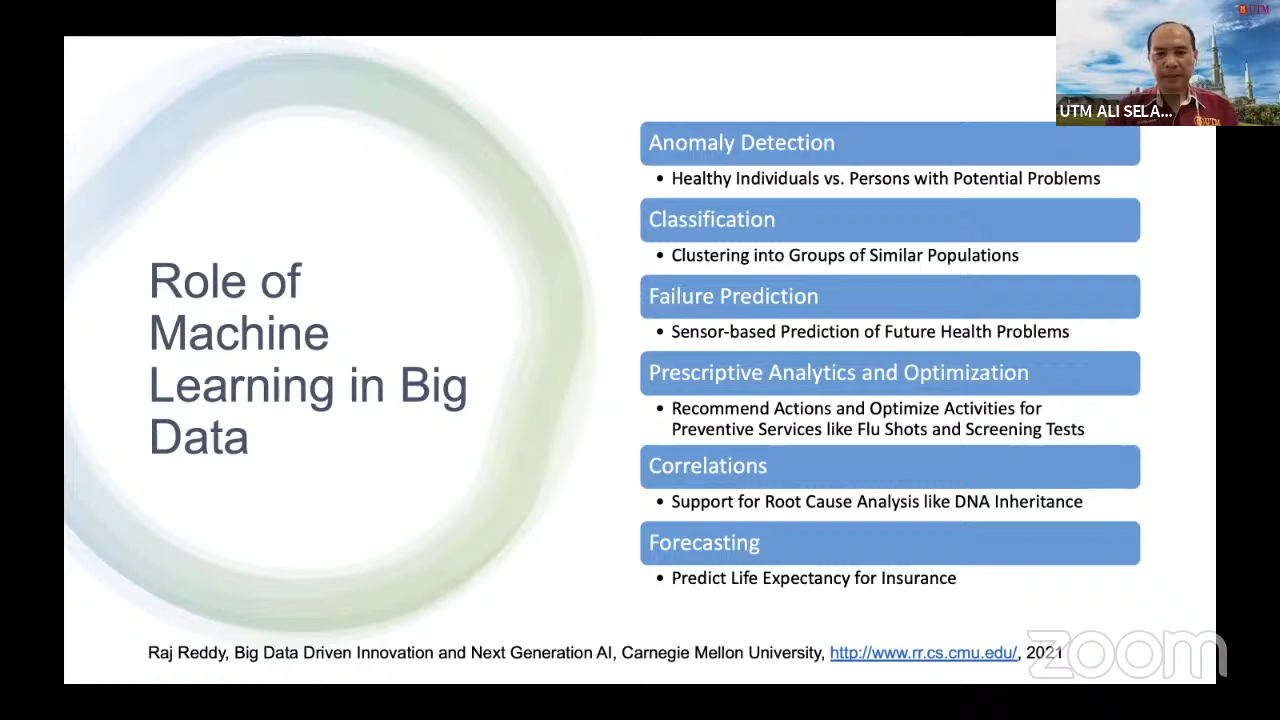 UTM
UTM ALI SELA...
UTM
Role of
Machine
Learning in Big
Data
Anomaly Detection
• Healthy Individuals vs. Persons with Potential Problems
Classification
• Clustering into Groups of Similar Populations
Failure Prediction
• Sensor-based Prediction of Future Health Problems
Prescriptive Analytics and Optimization
• Recommend Actions and Optimize Activities for
Preventive Services like Flu Shots and Screening Tests
Correlations
• Support for Root Cause Analysis like DNA Inheritance
Forecasting
• Predict Life Expectancy for Insurance
Raj Reddy, Big Data Driven Innovation and Next Generation AI, Carnegie Mellon University, http://www.rr.cs.cmu.edu/, 2021
zoom